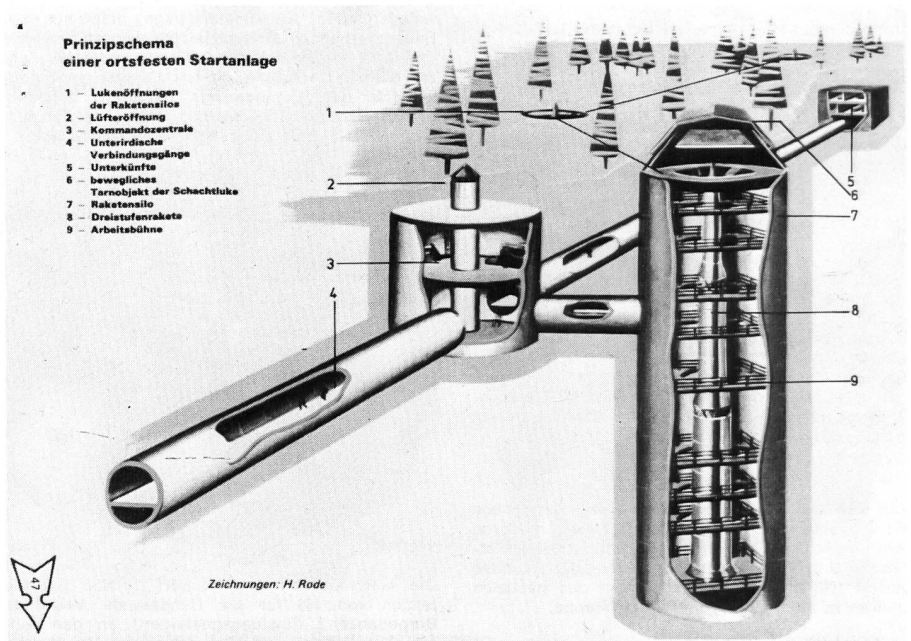 Prinzipschema
einer ortsfesten Startanlage
1 – Lukenöffnungen
der Raketensilos
2 – Lüfteröffnung
3 – Kommandozentrale
4 – Unterirdische
Verbindungsgänge
5 – Unterkünfte
6 – bewegliches
Tarnobjekt der Schachtluke
7 – Raketensilo
8 – Dreistufenrakete
9 – Arbeitsbühne
1
2
3
4
5
6
7
8
9
Zeichnungen: H. Rode
47